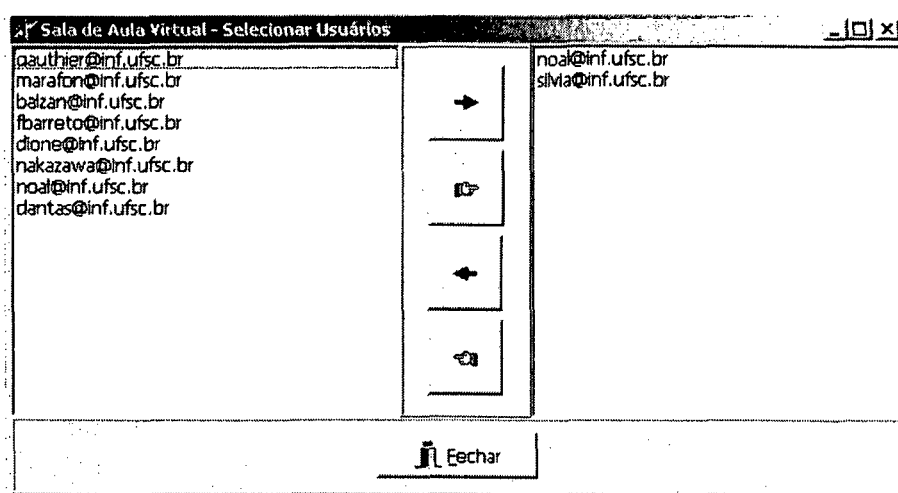 Sala de Aula Virtual - Selecionar Usuários
gauthier@inf.ufsc.br
marafon@inf.ufsc.br
balzan@inf.ufsc.br
fbarreto@inf.ufsc.br
dione@inf.ufsc.br
nakazawa@inf.ufsc.br
noal@inf.ufsc.br
dantas@inf.ufsc.br
noal@inf.ufsc.br
silvia@inf.ufsc.br
Fechar